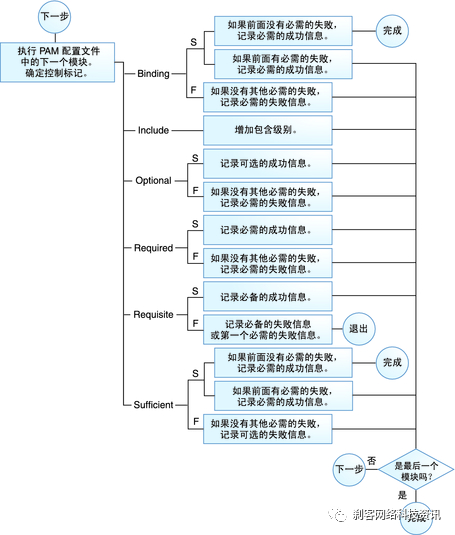 下一步
执行 PAM 配置文件
中的下一个模块。
确定控制标记。
Binding
S
如果前面没有必需的失败，
记录必需的成功信息。
完成
如果前面有必需的失败，
记录必需的成功信息。
F
如果没有其他必需的失败，
记录必需的失败信息。
Include
增加包含级别。
Optional
S
记录可选的成功信息。
F
如果没有其他必需的失败，
记录必需的失败信息。
Required
S
记录必需的成功信息。
F
如果没有其他必需的失败，
记录必需的失败信息。
Requisite
S
记录必备的成功信息。
F
记录必备的失败信息
或第一个必需的失败信息。
退出
Sufficient
S
如果前面没有必需的失败，
记录必需的成功信息。
完成
如果前面有必需的失败，
记录必需的成功信息。
F
如果没有其他必需的失败，
记录可选的失败信息。
下一步
否
是最后一个
模块吗？
是
完成
刹客网络科技资讯